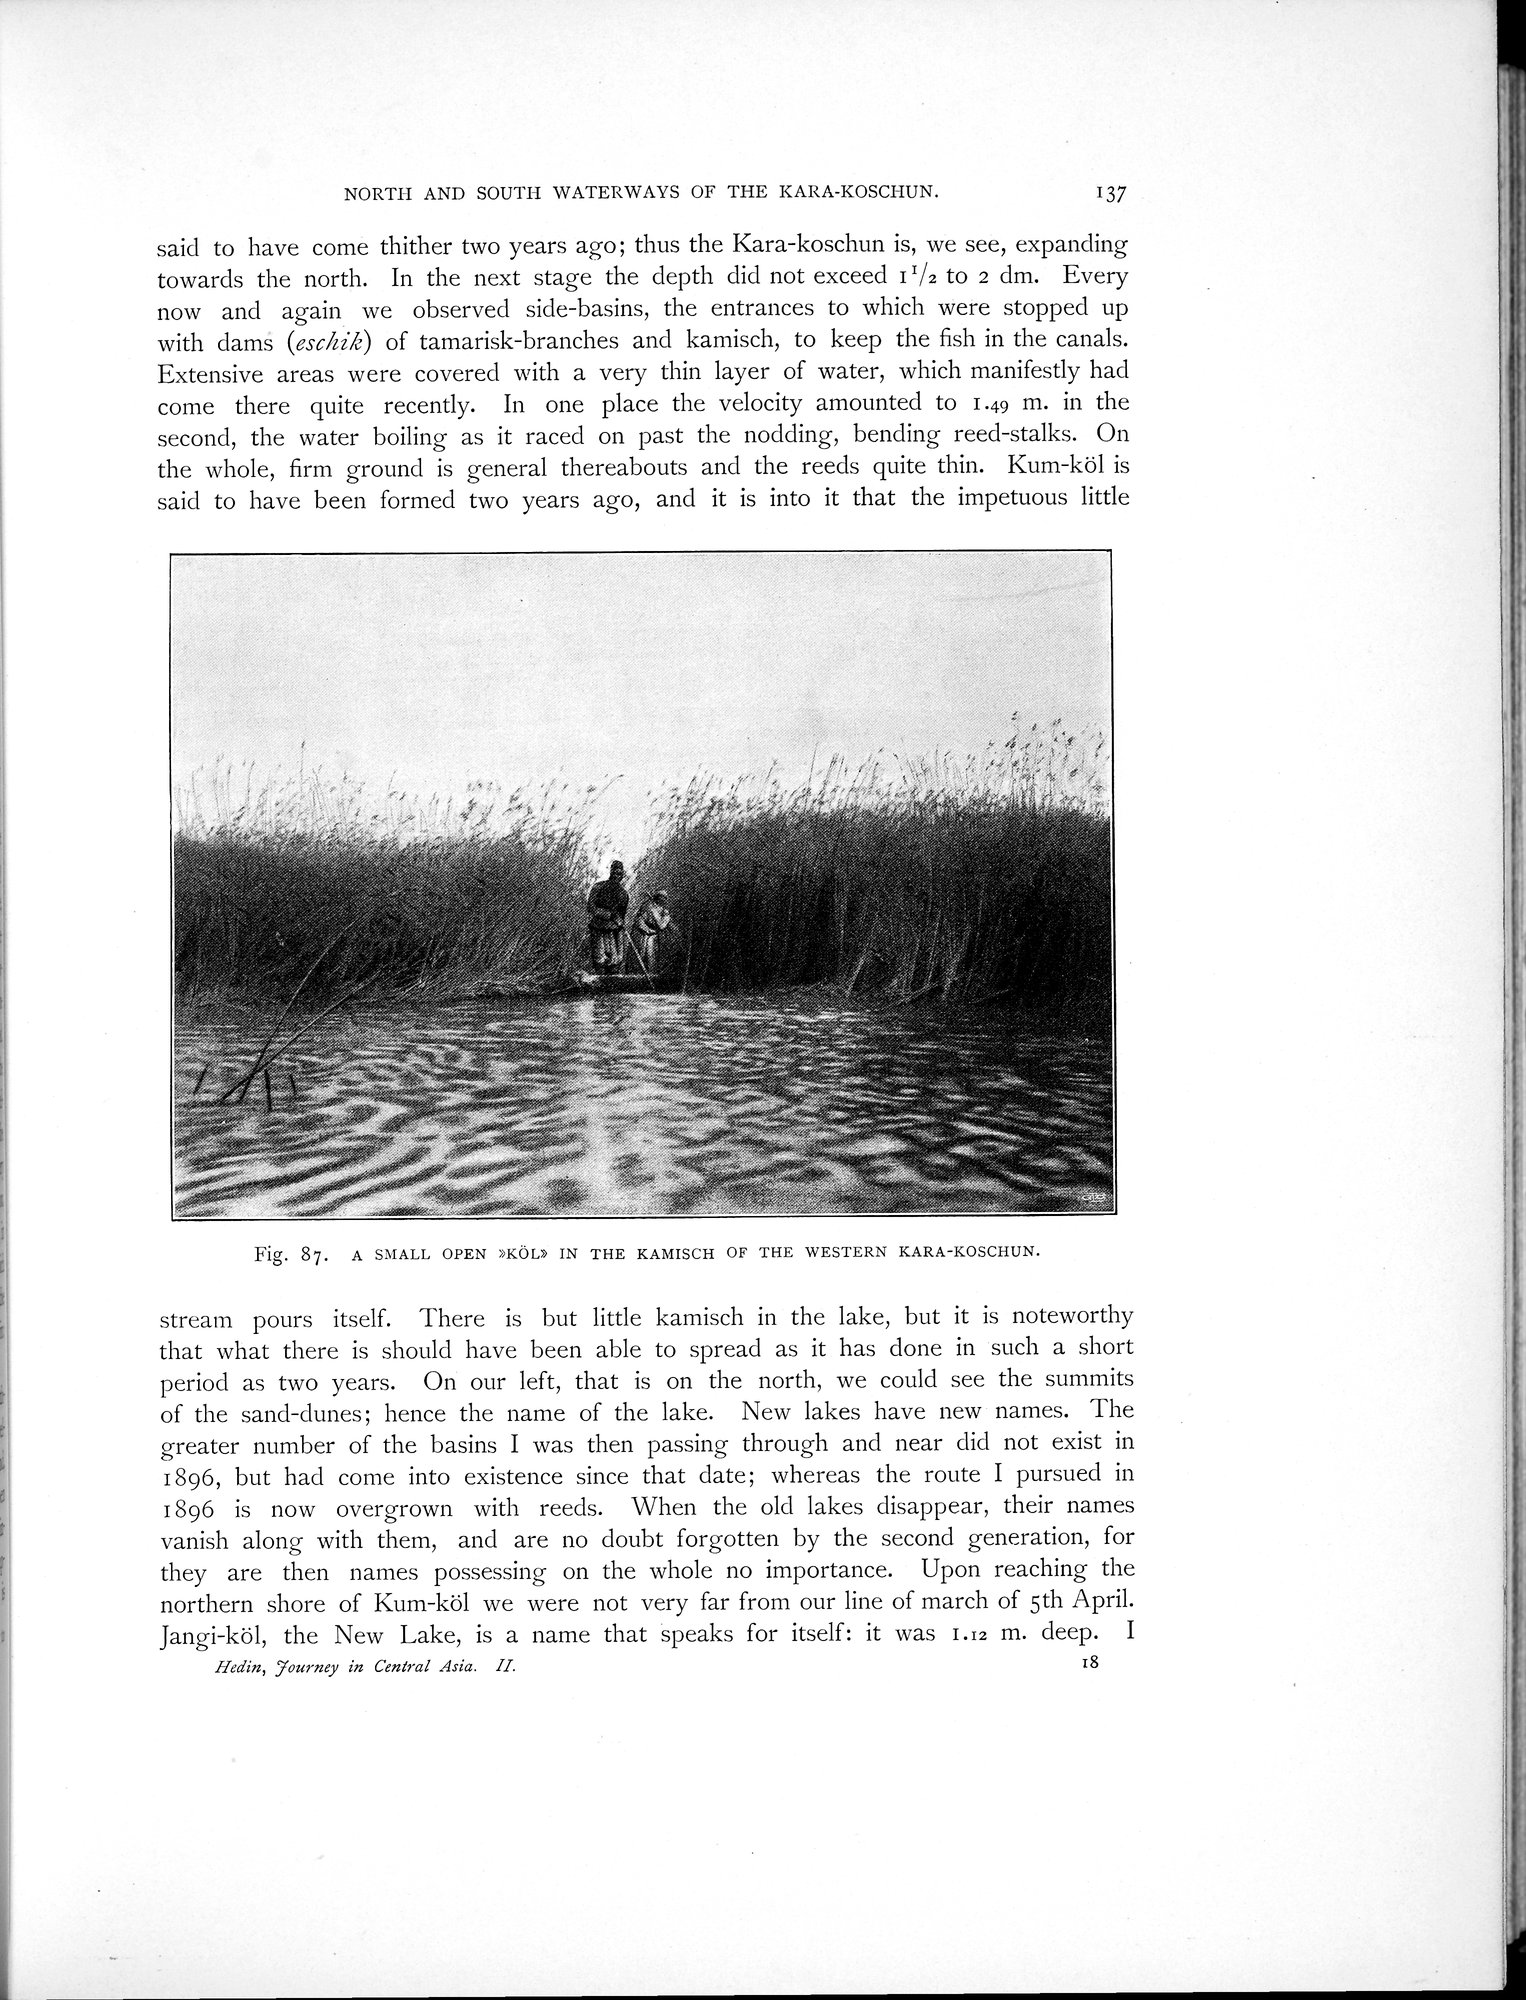 NORTH AND SOUTH WATERWAYS OF THE KARA-KOSCHUN. 137
said to have come thither two years ago; thus the Kara-koschun is, we see, expanding
towards the north. In the next stage the depth did not exceed 1 1/2 to 2 dm. Every
now and again we observed side-basins, the entrances to which were stopped up
with dams (eschik) of tamarisk-branches and kamisch, to keep the fish in the canals.
Extensive areas were covered with a very thin layer of water, which manifestly had
come there quite recently. In one place the velocity amounted to 1.49 m. in the
second, the water boiling as it raced on past the nodding, bending reed-stalks. On
the whole, firm ground is general thereabouts and the reeds quite thin. Kum-köl is
said to have been formed two years ago, and it is into it that the impetuous little
Fig. 87. A SMALL OPEN »KÖL» IN THE KAMISCH OF THE WESTERN KARA-KOSCHUN.
stream pours itself. There is but little kamisch in the lake, but it is noteworthy
that what there is should have been able to spread as it has done in such a short
period as two years. On our left, that is on the north, we could see the summits
of the sand-dunes; hence the name of the lake. New lakes have new names. The
greater number of the basins I was then passing through and near did not exist in
1896, but had come into existence since that date; whereas the route I pursued in
1896 is now overgrown with reeds. When the old lakes disappear, their names
vanish along with them, and are no doubt forgotten by the second generation, for
they are then names possessing on the whole no importance. Upon reaching the
northern shore of Kum-köl we were not very far from our line of march of 5th April.
Jangi-köl, the New Lake, is a name that speaks for itself: it was 1.12 m. deep. I
Hedin, Journey in Central Asia. II. 18